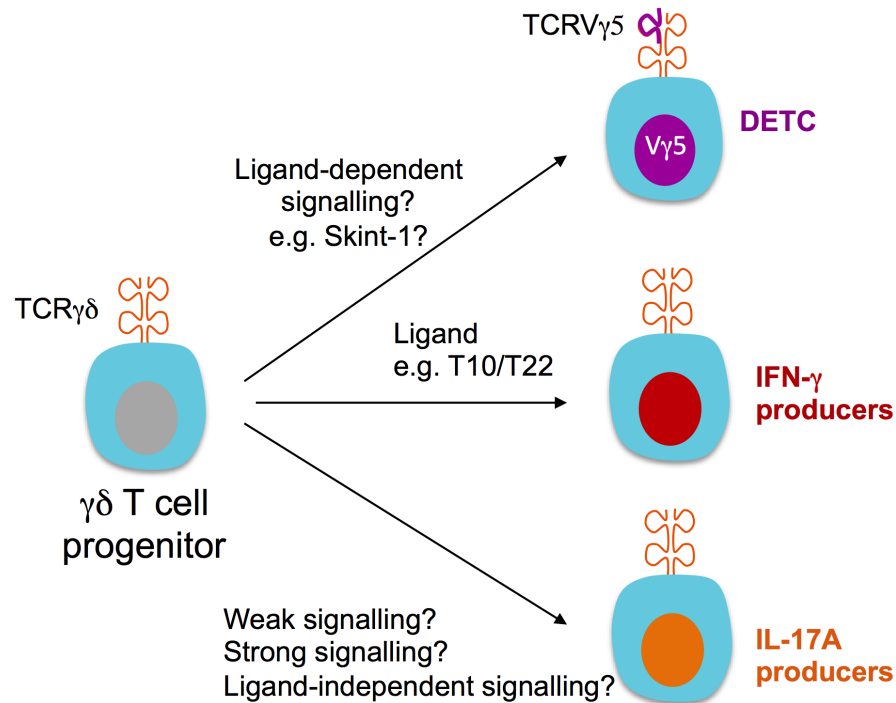 TCRVγ5
DETC
Vγ5
Ligand-dependent
signalling?
e.g. Skint-1?
TCRγδ
Ligand
e.g. T10/T22
IFN-γ
producers
γδ T cell
progenitor
Weak signalling?
Strong signalling?
Ligand-independent signalling?
IL-17A
producers